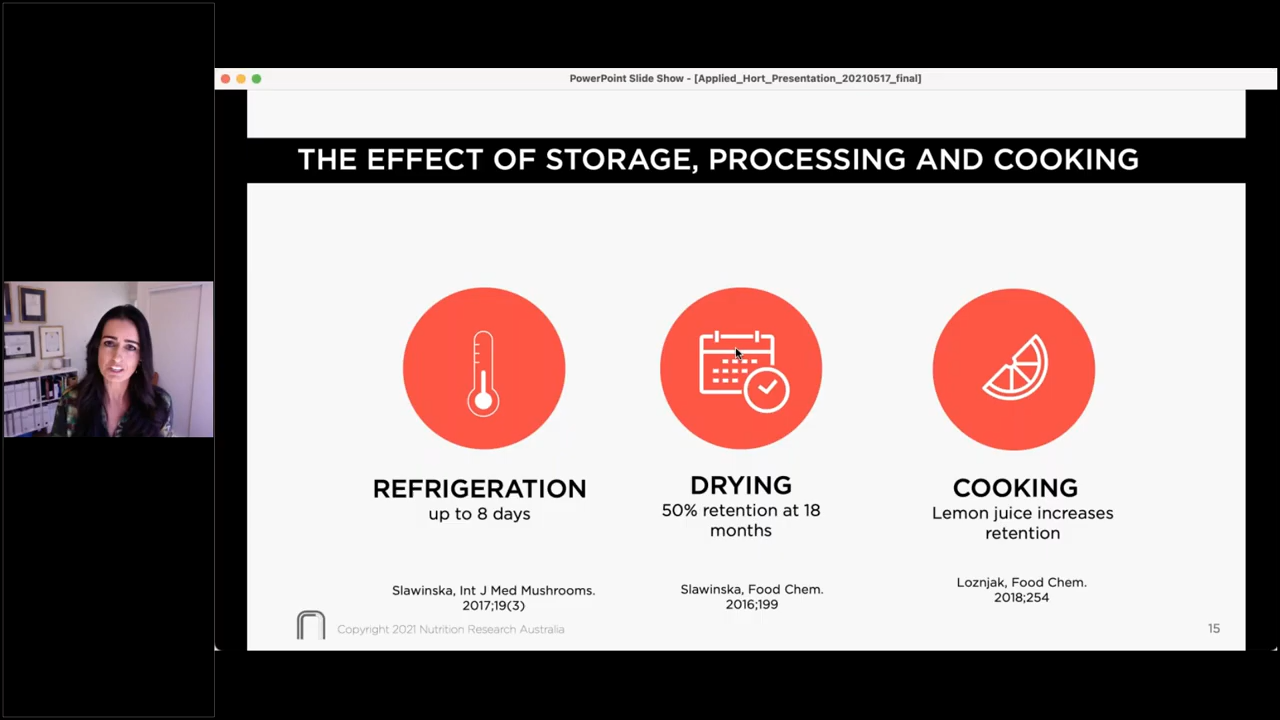 PowerPoint Slide Show - [Applied_Hort_Presentation_20210517_final]
THE EFFECT OF STORAGE, PROCESSING AND COOKING
REFRIGERATION
up to 8 days
Slawinska, Int J Med Mushrooms.
2017;19(3)
DRYING
50% retention at 18
months
Slawinska, Food Chem.
2016;199
COOKING
Lemon juice increases
retention
Loznjak, Food Chem.
2018;254
Copyright 2021 Nutrition Research Australia
15